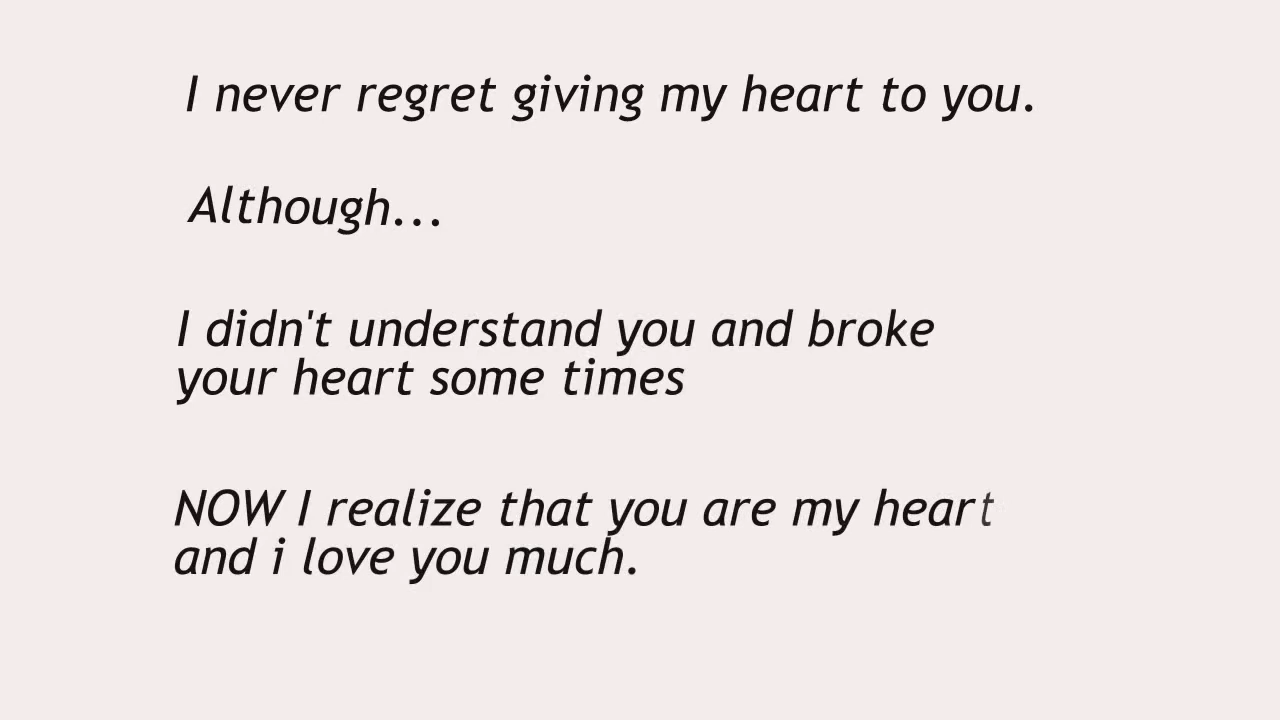 I never regret giving my heart to you.
Although...
I didn't understand you and broke
your heart some times
NOW I realize that you are my heart
and i love you much.